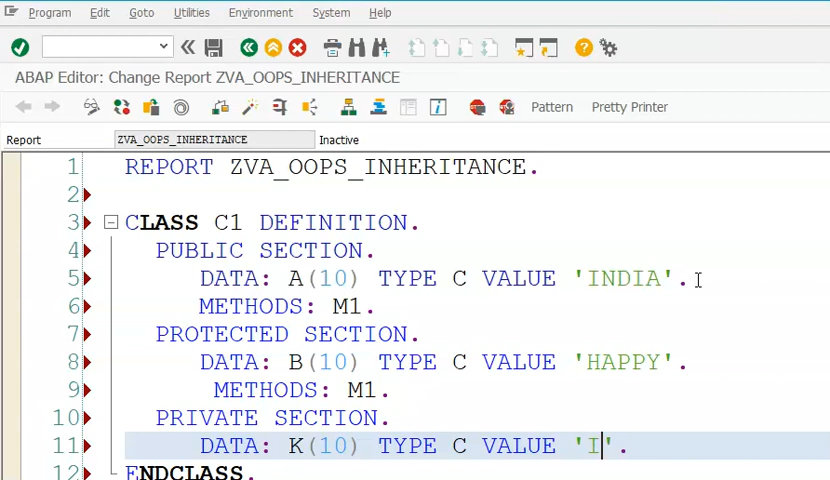 Program Edit Goto Utilities Environment System Help
ABAP Editor: Change Report ZVA_OOPS_INHERITANCE
Pattern Pretty Printer
Report ZVA_OOPS_INHERITANCE Inactive
1 REPORT ZVA_OOPS_INHERITANCE.
2
3 CLASS C1 DEFINITION.
4 PUBLIC SECTION.
5 DATA: A(10) TYPE C VALUE 'INDIA'.
6 METHODS: M1.
7 PROTECTED SECTION.
8 DATA: B(10) TYPE C VALUE 'HAPPY'.
9 METHODS: M1.
10 PRIVATE SECTION.
11 DATA: K(10) TYPE C VALUE 'I'.
12 ENDCLASS.